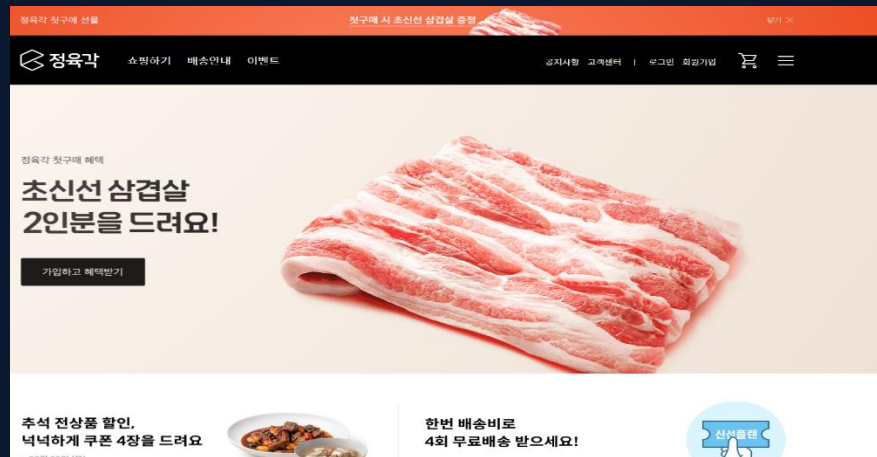 정육각 첫구매 선물
첫구매 시 초신선 삼겹살 증정
닫기 ×
정육각
쇼핑하기 배송안내 이벤트
공지사항 고객센터 | 로그인 회원가입
정육각 첫구매 혜택
초신선 삼겹살
2인분을 드려요!
가입하고 혜택받기
추석 전상품 할인,
넉넉하게 쿠폰 4장을 드려요
한번 배송비로
4회 무료배송 받으세요!
신선플랜